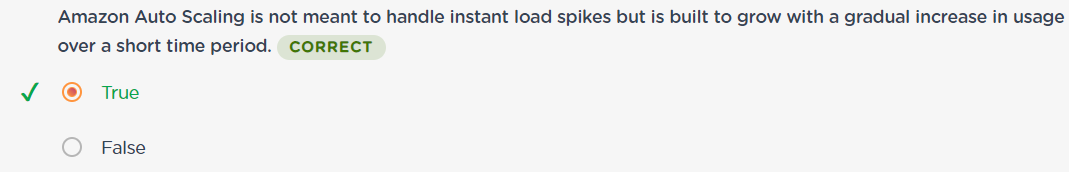 Amazon Auto Scaling is not meant to handle instant load spikes but is built to grow with a gradual increase in usage
over a short time period. CORRECT
True
False